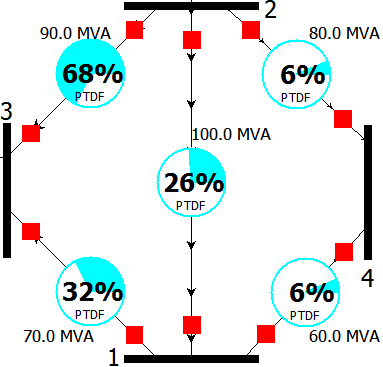 2
90.0 MVA
80.0 MVA
68%
PTDF
6%
PTDF
3
100.0 MVA
26%
PTDF
4
32%
PTDF
6%
PTDF
70.0 MVA
60.0 MVA
1